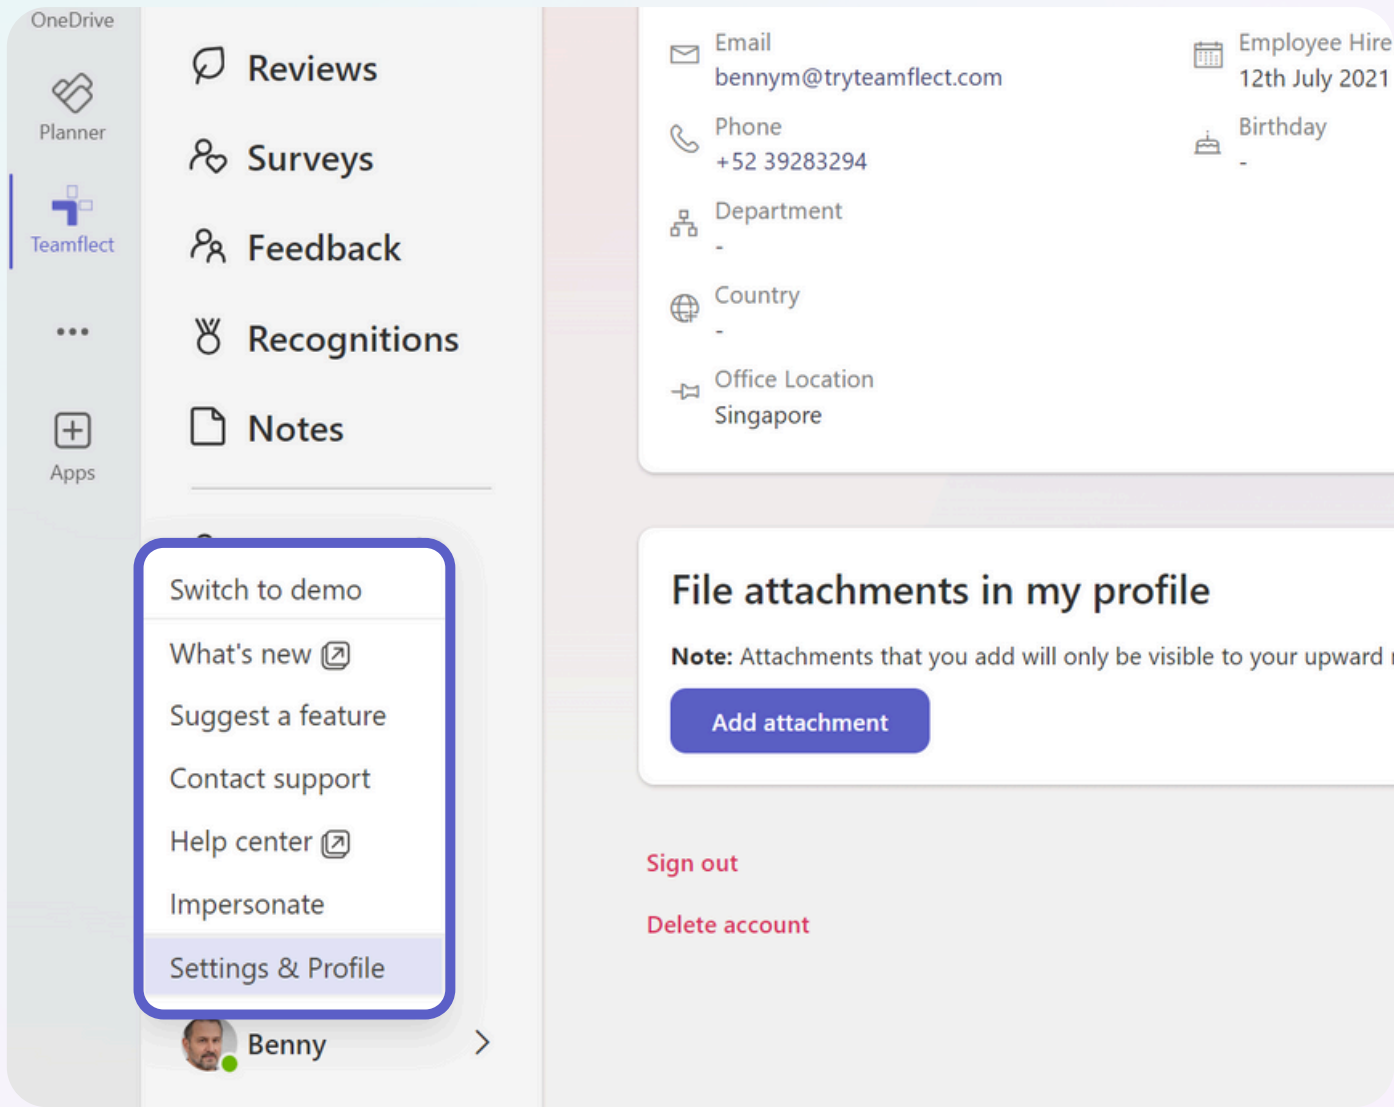 OneDrive
Planner
Teamflect
Apps
Reviews
Surveys
Feedback
Recognitions
Notes
Switch to demo
What's new
Suggest a feature
Contact support
Help center
Impersonate
Settings & Profile
Benny
Email
bennym@tryteamflect.com
Phone
+52 39283294
Department
-
Country
-
Office Location
Singapore
Employee Hire
12th July 2021
Birthday
-
File attachments in my profile
Note: Attachments that you add will only be visible to your upward
Add attachment
Sign out
Delete account